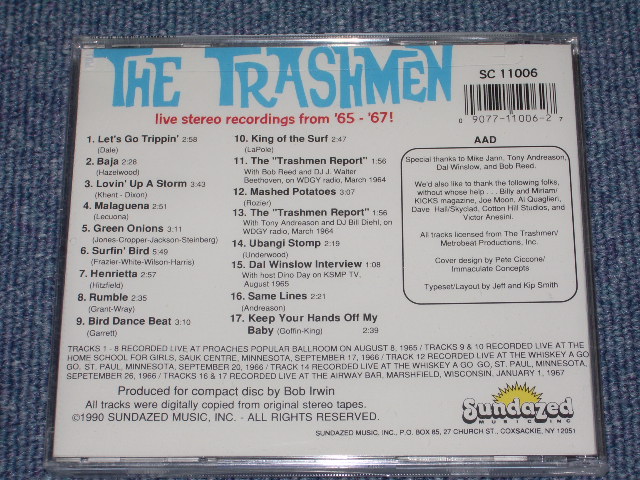 THE TRASHMEN
live stereo recordings from '65 - '67!
SC 11006
0 9077-11006-2 7
1. Let's Go Trippin' 2:58
(Dale)
2. Baja 2:28
(Hazelwood)
3. Lovin' Up A Storm 3:43
(Khent - Dixon)
4. Malaguena 2:51
(Lecuona)
5. Green Onions 3:11
(Jones-Cropper-Jackson-Steinberg)
6. Surfin' Bird 5:49
(Frazier-White-Wilson-Harris)
7. Henrietta 2:57
(Hitzfield)
8. Rumble 2:35
(Grant-Wray)
9. Bird Dance Beat 3:10
(Garrett)
10. King of the Surf 2:47
(LaPole)
11. The "Trashmen Report" 1:56
With Bob Reed and DJ J. Walter
Beethoven, on WDGY radio, March 1964
12. Mashed Potatoes 3:07
(Rozier)
13. The "Trashmen Report" 1:56
With Tony Andreason and DJ Bill Diehl, on
WDGY radio, March 1964
14. Ubangi Stomp 2:19
(Underwood)
15. Dal Winslow Interview 1:08
With host Dino Day on KSMP TV,
August 1965
16. Same Lines 2:21
(Andreason)
17. Keep Your Hands Off My
Baby (Goffin-King) 2:39
AAD
Special thanks to Mike Jann, Tony Andreason,
Dal Winslow, and Bob Reed.
We'd also like to thank the following folks,
without whose help . . . Billy and Miriam/
KICKS magazine, Joe Moon, Al Quaglieri,
Dave Hall/Skyclad, Cotton Hill Studios, and
Victor Anesini.
All tracks licensed from The Trashmen/
Metrobeat Productions, Inc.
Cover design by Pete Ciccone/
Immaculate Concepts
Typeset/Layout by Jeff and Kip Smith
TRACKS 1 - 8 RECORDED LIVE AT PROACHES POPULAR BALLROOM ON AUGUST 8, 1965 / TRACKS 9 & 10 RECORDED LIVE AT THE
HOME SCHOOL FOR GIRLS, SAUK CENTRE, MINNESOTA, SEPTEMBER 17, 1966 / TRACK 12 RECORDED LIVE AT THE WHISKEY A GO
GO, ST. PAUL, MINNESOTA, SEPTEMBER 20, 1966 / TRACK 14 RECORDED LIVE AT THE WHISKEY A GO GO, ST. PAUL, MINNESOTA,
SEPETEMBER 26, 1966 / TRACKS 16 & 17 RECORDED LIVE AT THE AIRWAY BAR, MARSHFIELD, WISCONSIN. JANUARY 1, 1967
Produced for compact disc by Bob Irwin
All tracks were digitally copied from original stereo tapes.
©1990 SUNDAZED MUSIC, INC. - ALL RIGHTS RESERVED.
Sundazed
MUSIC, INC.
SUNDAZED MUSIC, INC., P.O. BOX 85, 27 CHURCH ST., COXSACKIE, NY 12051